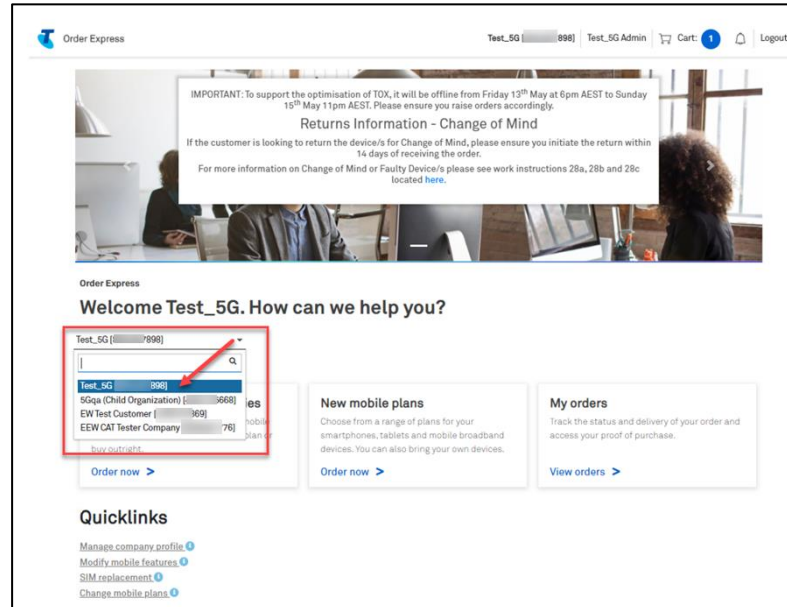 Order Express
Test_5G [ 898] Test_5G Admin Cart: 1 Logout
IMPORTANT: To support the optimisation of TOX, it will be offline from Friday 13th May at 6pm AEST to Sunday
15th May 11pm AEST. Please ensure you raise orders accordingly.
Returns Information - Change of Mind
If the customer is looking to return the device/s for Change of Mind, please ensure you initiate the return within
14 days of receiving the order.
For more information on Change of Mind or Faulty Device/s please see work instructions 28a, 28b and 28c
located here.
Order Express
Welcome Test_5G. How can we help you?
Test_5G [ 7898]
Test_5G 898]
5Gqa (Child Organization) [ 6668]
EW Test Customer [ 869]
EEW CAT Tester Company 76]
ies
mobile
plan or
buy outright.
Order now >
New mobile plans
Choose from a range of plans for your
smartphones, tablets and mobile broadband
devices. You can also bring your own devices.
Order now >
My orders
Track the status and delivery of your order and
access your proof of purchase.
View orders >
Quicklinks
Manage company profile
Modify mobile features
SIM replacement
Change mobile plans